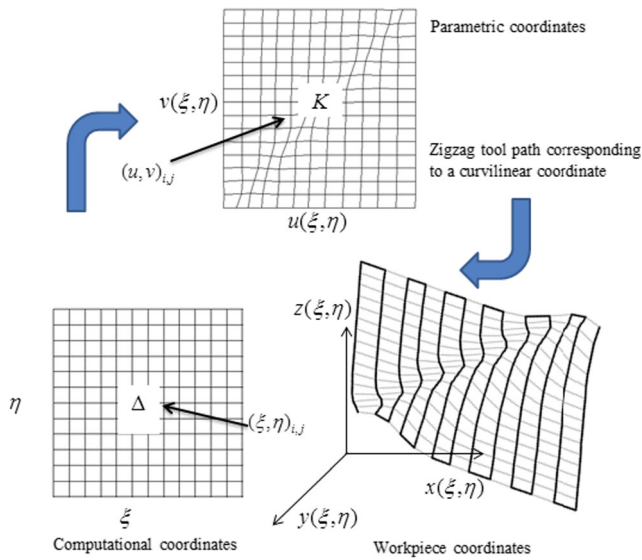 Parametric coordinates
v(ξ,η)
K
(u,v)i,j
Zigzag tool path corresponding
to a curvilinear coordinate
u(ξ,η)
z(ξ,η)
η
Δ
(ξ,η)i,j
x(ξ,η)
ξ
y(ξ,η)
Computational coordinates
Workpiece coordinates